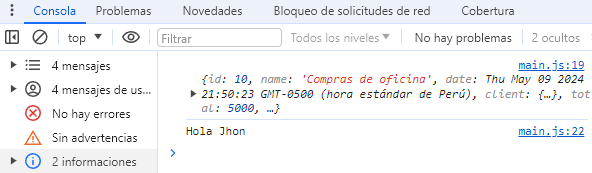 Consola Problemas Novedades Bloqueo de solicitudes de red Cobertura
top Filtrar Todos los niveles No hay problemas 2 ocultos
4 mensajes
4 mensajes de us...
No hay errores
Sin advertencias
2 informaciones
main.js:19
{id: 10, name: 'Compras de oficina', date: Thu May 09 2024
21:50:23 GMT-0500 (hora estándar de Perú), client: {…}, tot
al: 5000, …}
Hola Jhon main.js:22